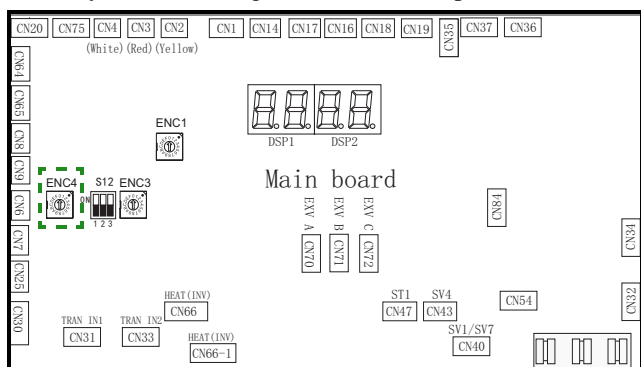 CN20 CN75 CN4 CN3 CN2 CN1 CN14 CN17 CN16 CN18 CN19 CN35 CN37 CN36
(White) (Red) (Yellow)
CN64
CN65
CN8
CN9
CN6
CN7
CN25
CN30
ENC1
DSP1 DSP2
ENC4 S12 ENC3
ON
1 2 3
Main board
EXV A EXV B EXV C
CN70 CN71 CN72
CN84
CN34
CN32
HEAT(INV)
CN66
TRAN IN1 TRAN IN2
CN31 CN33
HEAT(INV)
CN66-1
ST1 SV4
CN47 CN43
CN54
SV1/SV7
CN40